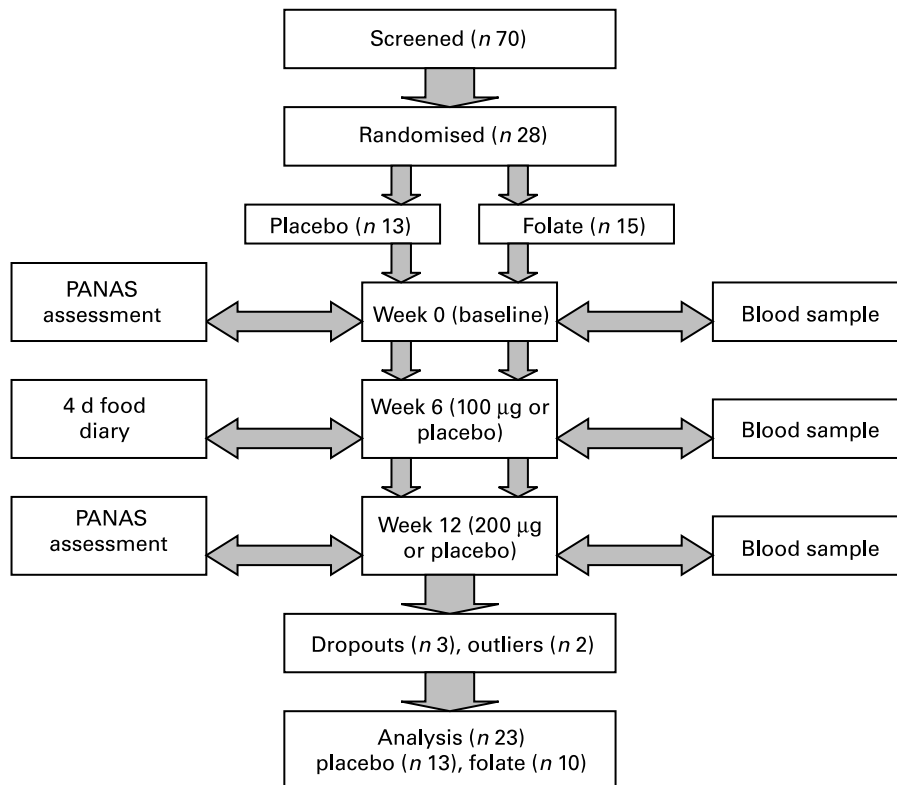 Screened (n 70)
Randomised (n 28)
Placebo (n 13)
Folate (n 15)
PANAS
assessment
Week 0 (baseline)
Blood sample
4 d food
diary
Week 6 (100 μg or
placebo)
Blood sample
PANAS
assessment
Week 12 (200 μg
or placebo)
Blood sample
Dropouts (n 3), outliers (n 2)
Analysis (n 23)
placebo (n 13), folate (n 10)